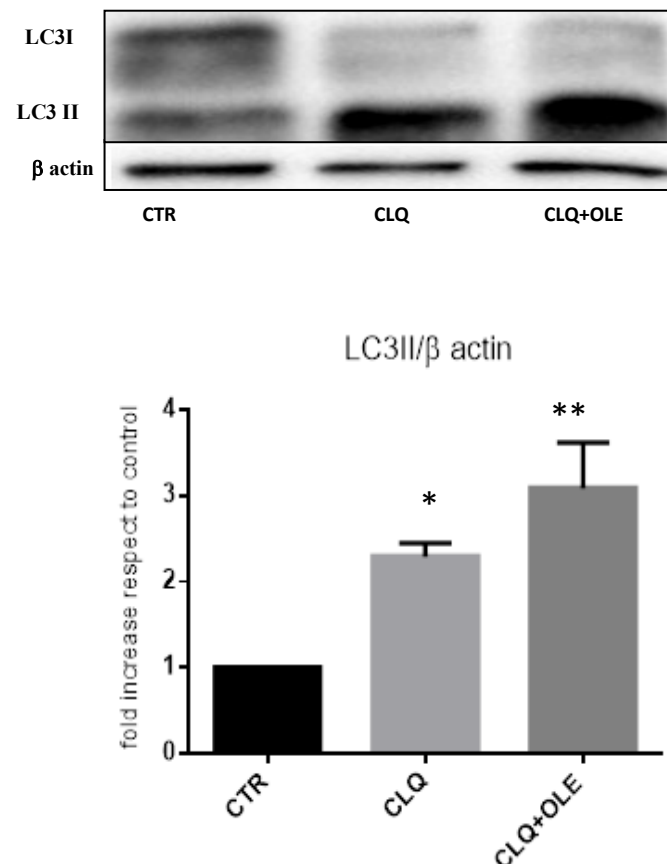 LC3I
LC3 II
β actin
CTR CLQ CLQ+OLE
LC3II/β actin
fold increase respect to control
4
3
2
1
0
*
**
CTR CLQ CLQ+OLE